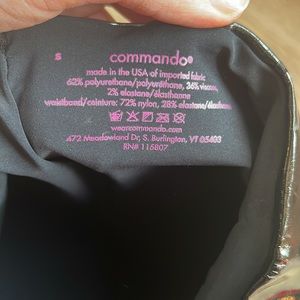 S commando®
made in the USA of imported fabric
62% polyurethane/polyuréthane, 36% viscose,
2% elastane/élasthanne
waistband/ceinture: 72% nylon, 28% elastane/élasthanne
wearcommando.com
472 Meadowland Dr, S. Burlington, VT 05403
RN# 116807